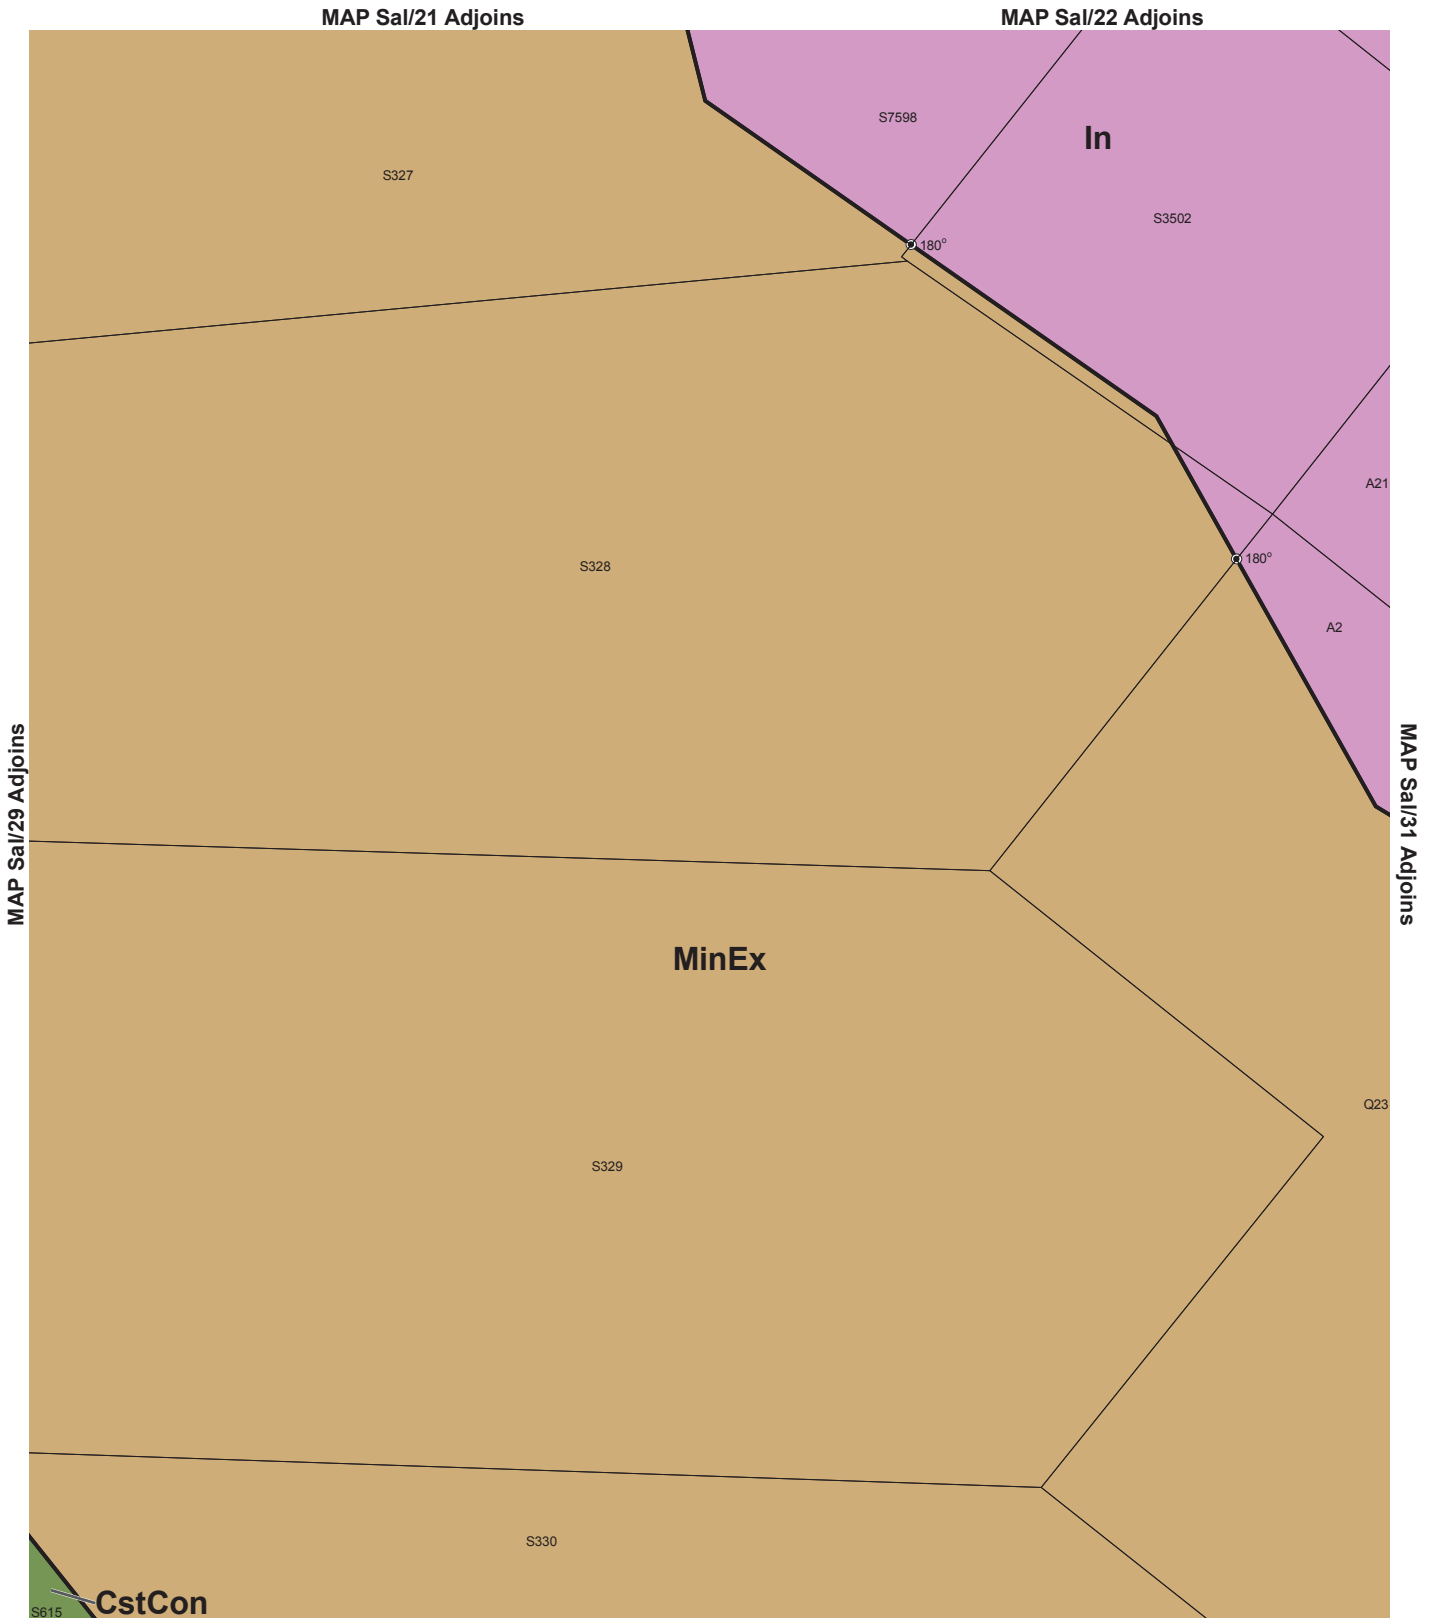 MAP Sal/21 Adjoins
MAP Sal/22 Adjoins
S7598
In
S327
S3502
180°
A21
180°
S328
A2
MAP Sal/29 Adjoins
MAP Sal/31 Adjoins
MinEx
Q23
S329
S330
CstCon
S615